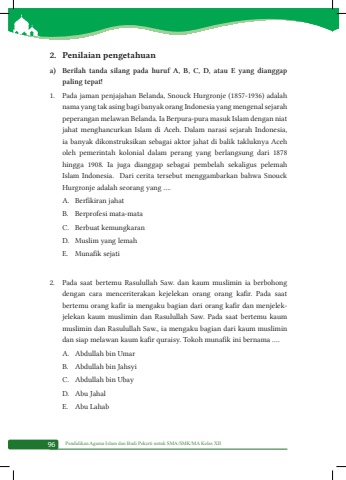 2. Penilaian pengetahuan
a) Berilah tanda silang pada huruf A, B, C, D, atau E yang dianggap
paling tepat!
1. Pada jaman penjajahan Belanda, Snouck Hurgronje (1857-1936) adalah
nama yang tak asing bagi banyak orang Indonesia yang mengenal sejarah
peperangan melawan Belanda. Ia Berpura-pura masuk Islam dengan niat
jahat menghancurkan Islam di Aceh. Dalam narasi sejarah Indonesia,
ia banyak dikonstruksikan sebagai aktor jahat di balik takluknya Aceh
oleh pemerintah kolonial dalam perang yang berlangsung dari 1878
hingga 1908. Ia juga dianggap sebagai pembelah sekaligus pelemah
Islam Indonesia. Dari cerita tersebut menggambarkan bahwa Snouck
Hurgronje adalah seorang yang ....
A. Berfikiran jahat
B. Berprofesi mata-mata
C. Berbuat kemungkaran
D. Muslim yang lemah
E. Munafik sejati
2. Pada saat bertemu Rasulullah Saw. dan kaum muslimin ia berbohong
dengan cara menceriterakan kejelekan orang orang kafir. Pada saat
bertemu orang kafir ia mengaku bagian dari orang kafir dan menjelek-
jelekan kaum muslimin dan Rasulullah Saw. Pada saat bertemu kaum
muslimin dan Rasulullah Saw., ia mengaku bagian dari kaum muslimin
dan siap melawan kaum kafir quraisy. Tokoh munafik ini bernama ....
A. Abdullah bin Umar
B. Abdullah bin Jahsyi
C. Abdullah bin Ubay
D. Abu Jahal
E. Abu Lahab
96 Pendidikan Agama Islam dan Budi Pekerti untuk SMA/SMK/MA Kelas XII